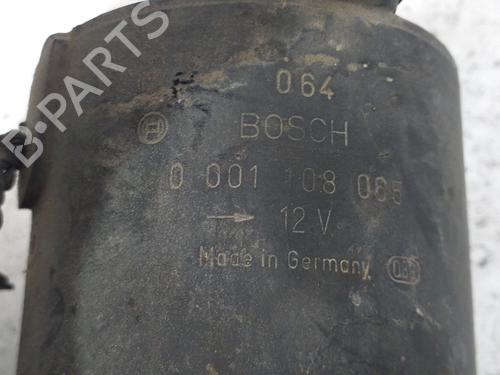 064
BOSCH
0 001 108 065
12 V
Made in Germany
B-PARTS